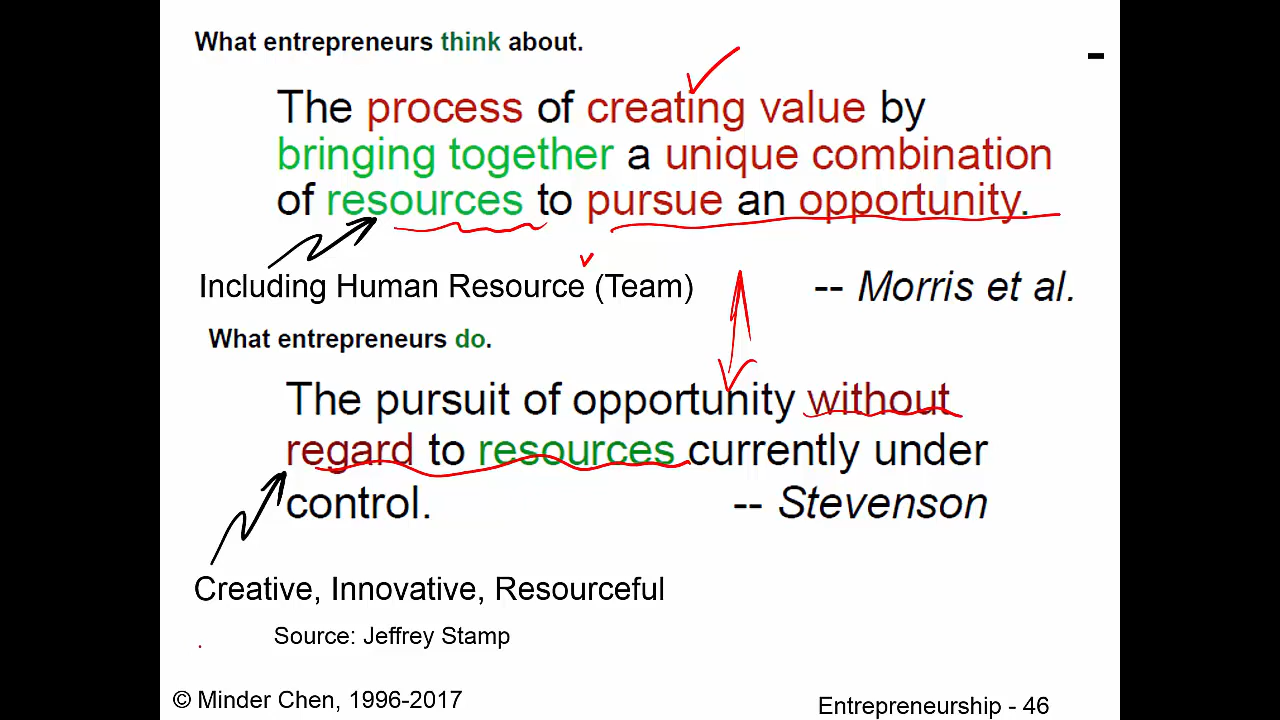 What entrepreneurs think about.
The process of creating value by
bringing together a unique combination
of resources to pursue an opportunity.
Including Human Resource (Team)
-- Morris et al.
What entrepreneurs do.
The pursuit of opportunity without
regard to resources currently under
control.
-- Stevenson
Creative, Innovative, Resourceful
Source: Jeffrey Stamp
© Minder Chen, 1996-2017
Entrepreneurship - 46